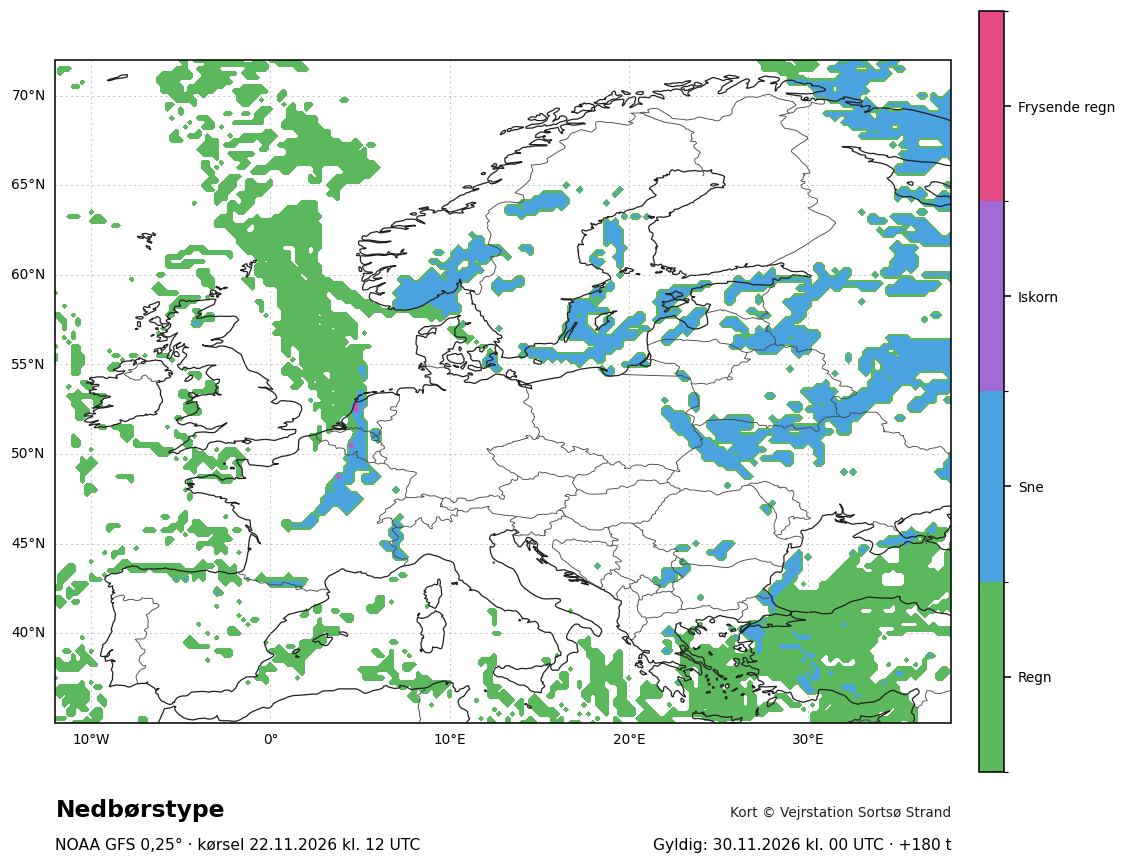 70°N
65°N
60°N
55°N
50°N
45°N
40°N
10°W
0°
10°E
20°E
30°E
Frysende regn
Iskorn
Sne
Regn
Nedbørstype
Kort © Vejrstation Sortsø Strand
NOAA GFS 0,25° · kørsel 22.11.2026 kl. 12 UTC
Gyldig: 30.11.2026 kl. 00 UTC · +180 t